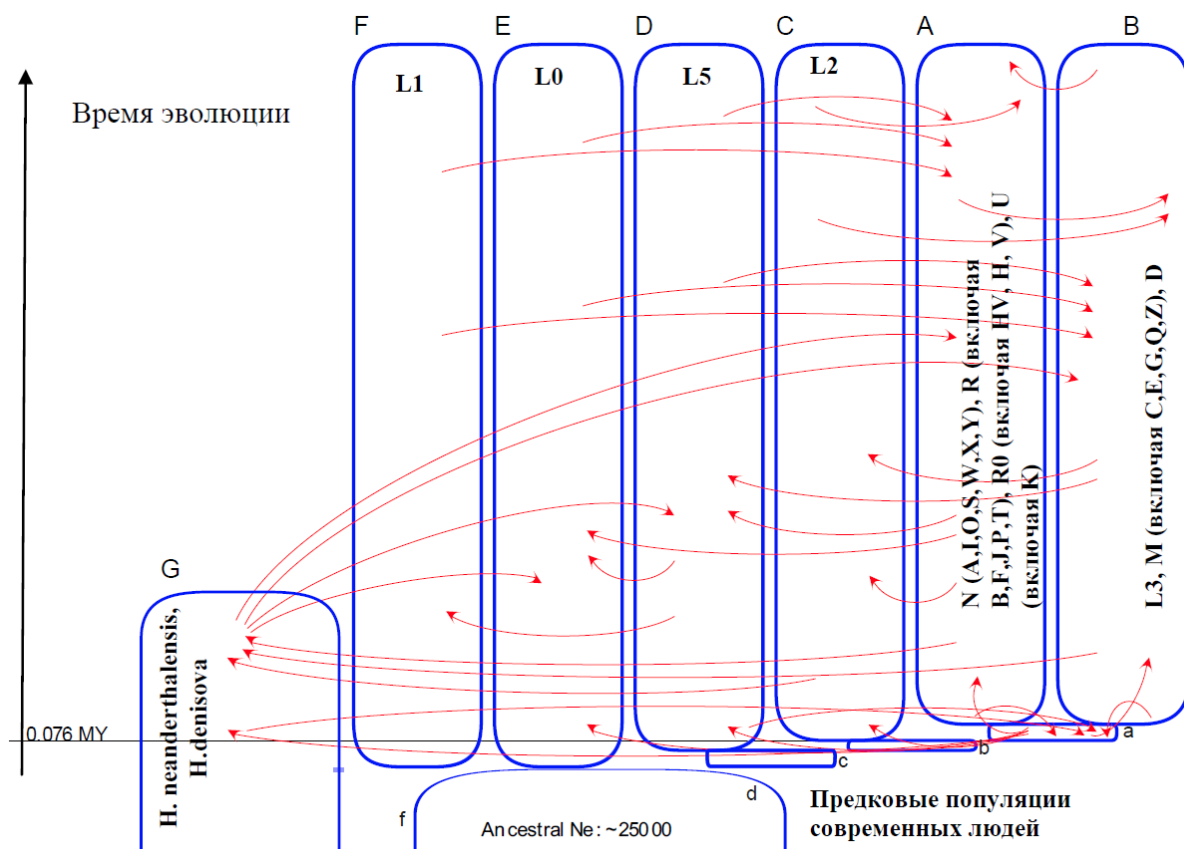 F
E
D
C
A
B
L1
L0
L5
L2
Время эволюции
N (A,I,O,S,W,X,Y), R (включая
B,F,J,P,T), R0 (включая HV, H, V), U
(включая K)
L3, M (включая C,E,G,Q,Z), D
G
H. neanderthalensis,
H.denisova
0.076 MY
a
b
c
d
f
Ancestral Ne: ~25000
Предковые популяции
современных людей